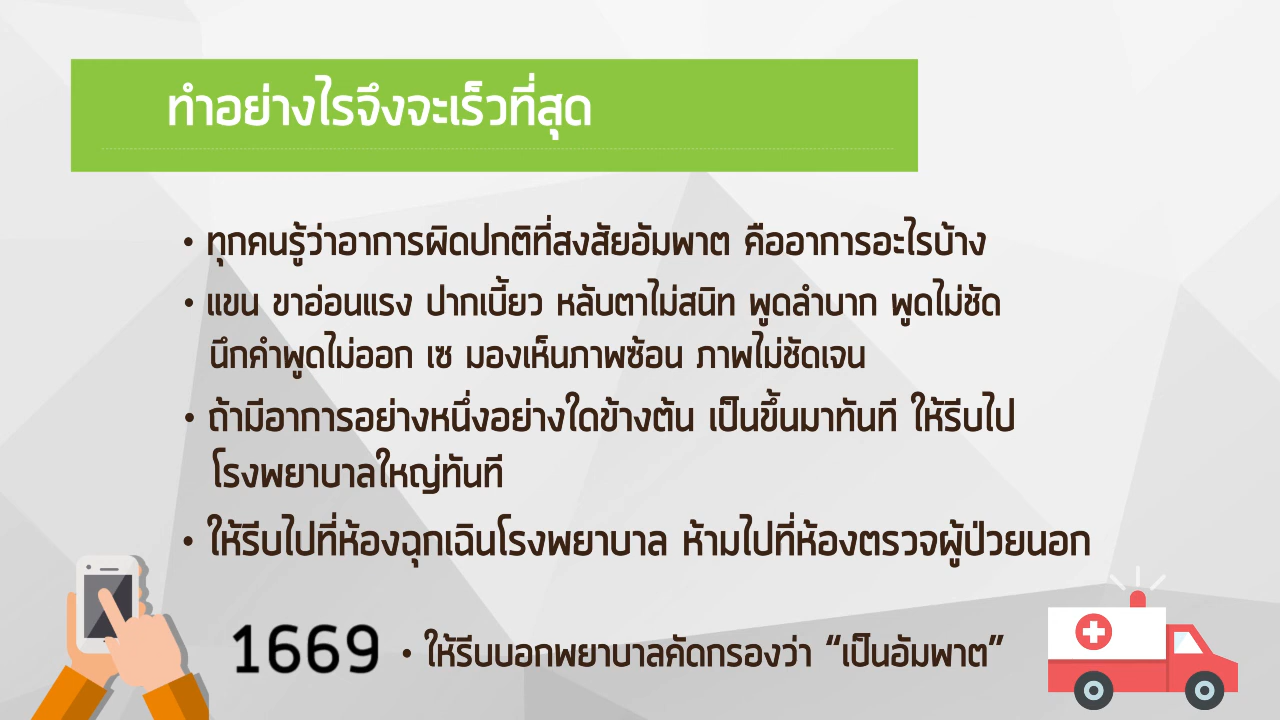 ทำอย่างไรจึงจะเร็วที่สุด
• ทุกคนรู้ว่าอาการผิดปกติที่สงสัยอัมพาต คืออาการอะไรบ้าง
• แขน ขาอ่อนแรง ปากเบี้ยว หลับตาไม่สนิท พูดลำบาก พูดไม่ชัด
นึกคำพูดไม่ออก เซ มองเห็นภาพซ้อน ภาพไม่ชัดเจน
• ถ้ามีอาการอย่างหนึ่งอย่างใดข้างต้น เป็นขึ้นมาทันที ให้รีบไป
โรงพยาบาลใหญ่ทันที
• ให้รีบไปที่ห้องฉุกเฉินโรงพยาบาล ห้ามไปที่ห้องตรวจผู้ป่วยนอก
1669 • ให้รีบบอกพยาบาลคัดกรองว่า “เป็นอัมพาต”